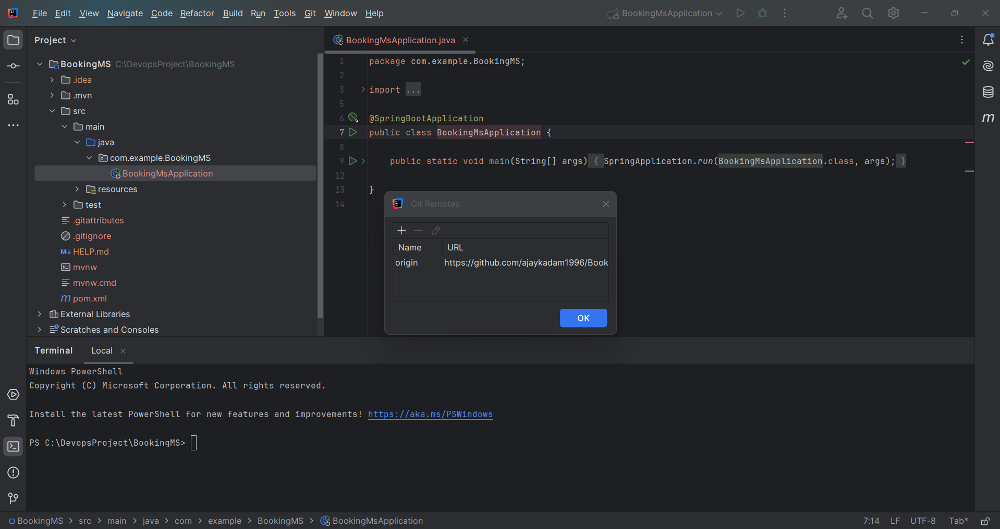 File Edit View Navigate Code Refactor Build Run Tools Git Window Help
BookingMsApplication
Project
BookingMS C:\DevopsProject\BookingMS
.idea
.mvn
src
main
java
com.example.BookingMS
BookingMsApplication
resources
test
.gitattributes
.gitignore
HELP.md
mvnw
mvnw.cmd
pom.xml
External Libraries
Scratches and Consoles
BookingMsApplication.java
1 package com.example.BookingMS;
2
3 import ...
5
6 @SpringBootApplication
7 public class BookingMsApplication {
8
9 public static void main(String[] args) { SpringApplication.run(BookingMsApplication.class, args); }
12
13 }
14
Git Remotes
Name URL
origin https://github.com/ajaykadam1996/Book
OK
Terminal Local
Windows PowerShell
Copyright (C) Microsoft Corporation. All rights reserved.
Install the latest PowerShell for new features and improvements! https://aka.ms/PSWindows
PS C:\DevopsProject\BookingMS>
BookingMS > src > main > java > com > example > BookingMS > BookingMsApplication
7:14 LF UTF-8 Tab*